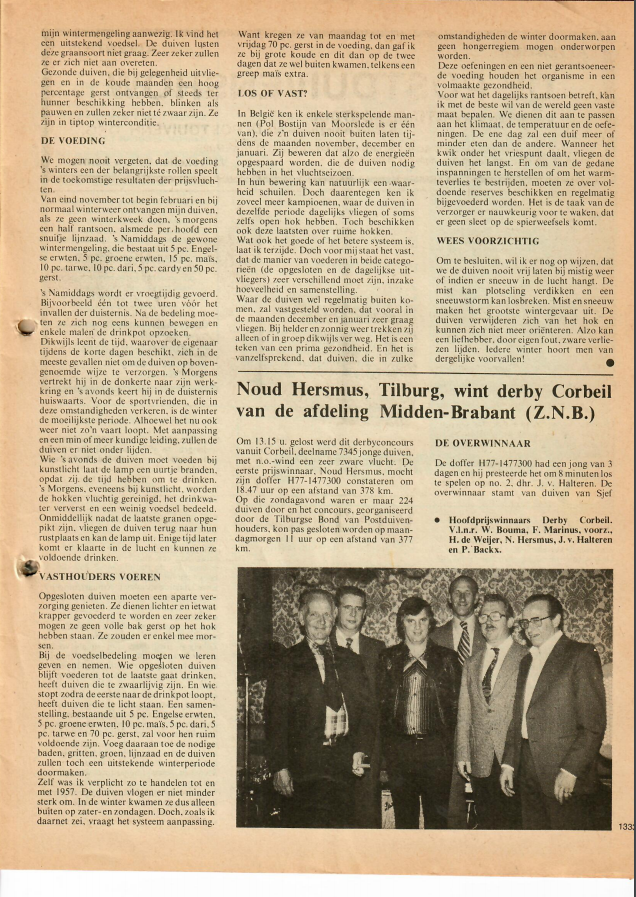 mijn wintermengeling aanwezig. Ik vind het
een uitstekend voedsel. De duiven lusten
deze graansoort niet graag. Zeer zeker zullen
ze er zich niet aan overeten.
Gezonde duiven, die bij gelegenheid uitvlie-
gen en in de koude maanden een hoog
percentage gerst ontvangen of steeds ter
hunner beschikking hebben, blinken als
pauwen en zullen zeker niet té zwaar zijn. Ze
zijn in tiptop winterconditie.
DE VOEDING
We mogen nooit vergeten, dat de voeding
's winters een der belangrijkste rollen speelt
in de toekomstige resultaten der prijsvluch-
ten.
Van eind november tot begin februari en bij
normaal winterweer ontvangen mijn duiven,
als ze geen winterkweek doen, 's morgens
een half rantsoen, alsmede per hoofd een
snuifje lijnzaad. 's Namiddags de gewone
wintermengeling, die bestaat uit 5 pc. Engel-
se erwten, 5 pc. groene erwten, 15 pc. maïs,
10 pc. tarwe, 10 pc. dari, 5 pc. cardy en 50 pc.
gerst.
's Namiddags wordt er vroegtijdig gevoerd.
Bijvoorbeeld één tot twee uren vóór het
invallen der duisternis. Na de bedeling moe-
ten ze zich nog eens kunnen bewegen en
enkele malen de drinkpot opzoeken.
Dikwijls leent de tijd, waarover de eigenaar
tijdens de korte dagen beschikt, zich in de
meeste gevallen niet om de duiven op boven-
genoemde wijze te verzorgen. 's Morgens
vertrekt hij in de donkerte naar zijn werk-
kring en 's avonds keert hij in de duisternis
huiswaarts. Voor de sportvrienden, die in
deze omstandigheden verkeren, is de winter
de moeilijkste periode. Alhoewel het nu ook
weer niet zo'n vaart loopt. Met aanpassing
en een min of meer kundige leiding, zullen de
duiven er niet onder lijden.
Wie 's avonds de duiven moet voeden bij
kunstlicht laat de lamp een uurtje branden,
opdat zij de tijd hebben om te drinken.
's Morgens, eveneens bij kunstlicht, worden
de hokken vluchtig gereinigd, het drinkwa-
ter ververst en een weinig voedsel bedeeld.
Onmiddellijk nadat de laatste granen opge-
pikt zijn, vliegen de duiven terug naar hun
rustplaats en kan de lamp uit. Enige tijd later
komt er klaarte in de lucht en kunnen ze
voldoende drinken.
VASTHOUDERS VOEREN
Opgesloten duiven moeten een aparte ver-
zorging genieten. Ze dienen lichter en ietwat
krapper gevoederd te worden en zeer zeker
mogen ze geen volle bak gerst op het hok
hebben staan. Ze zouden er enkel mee mor-
sen.
Bij de voedselbedeling moeten we leren
geven en nemen. Wie opgesloten duiven
blijft voederen tot de laatste gaat drinken,
heeft duiven die te zwaarlijvig zijn. En wie
stopt zodra de eerste naar de drinkpot loopt,
heeft duiven die te licht staan. Een samen-
stelling, bestaande uit 5 pc. Engelse erwten,
5 pc. groene erwten, 10 pc. maïs, 5 pc. dari, 5
pc. tarwe en 70 pc. gerst, zal voor hen ruim
voldoende zijn. Voeg daaraan toe de nodige
baden, gritten, groen, lijnzaad en de duiven
zullen toch een uitstekende winterperiode
doormaken.
Zelf was ik verplicht zo te handelen tot en
met 1957. De duiven vlogen er niet minder
sterk om. In de winter kwamen ze dus alleen
buiten op zater- en zondagen. Doch, zoals ik
daarnet zei, vraagt het systeem aanpassing.
Want kregen ze van maandag tot en met
vrijdag 70 pc. gerst in de voeding, dan gaf ik
ze bij grote koude en dit dan op de twee
dagen dat ze wel buiten kwamen, telkens een
greep maïs extra.
LOS OF VAST?
In België ken ik enkele sterkspelende man-
nen (Pol Bostijn van Moorslede is er één
van), die z'n duiven nooit buiten laten tij-
dens de maanden november, december en
januari. Zij beweren dat alzo de energieën
opgespaard worden, die de duiven nodig
hebben in het vluchtseizoen.
In hun bewering kan natuurlijk een waar-
heid schuilen. Doch daarentegen ken ik
zoveel meer kampioenen, waar de duiven in
dezelfde periode dagelijks vliegen of soms
zelfs open hok hebben. Toch beschikken
ook deze laatsten over ruime hokken.
Wat ook het goede of het betere systeem is,
laat ik terzijde. Doch voor mij staat het vast,
dat de manier van voederen in beide catego-
rieën (de opgesloten en de dagelijkse uit-
vliegers) zeer verschillend moet zijn, inzake
hoeveelheid en samenstelling.
Waar de duiven wel regelmatig buiten ko-
men, zal vastgesteld worden, dat vooral in
de maanden december en januari zeer graag
vliegen. Bij helder en zonnig weer trekken zij
alleen of in groep dikwijls ver weg. Het is een
teken van een prima gezondheid. En het is
vanzelfsprekend, dat duiven, die in zulke
omstandigheden de winter doormaken, aan
geen hongerregiem mogen onderworpen
worden.
Deze oefeningen en een niet gerantsoeneer-
de voeding houden het organisme in een
volmaakte gezondheid.
Voor wat het dagelijks rantsoen betreft, kan
ik met de beste wil van de wereld geen vaste
maat bepalen. We dienen dit aan te passen
aan het klimaat, de temperatuur en de oefe-
ningen. De ene dag zal een duif meer of
minder eten dan de andere. Wanneer het
kwik onder het vriespunt daalt, vliegen de
duiven het langst. En om van de gedane
inspanningen te herstellen of om het warm-
teverlies te bestrijden, moeten ze over vol-
doende reserves beschikken en regelmatig
bijgevoederd worden. Het is de taak van de
verzorger er nauwkeurig voor te waken, dat
er geen sleet op de spierweefsels komt.
WEES VOORZICHTIG
Om te besluiten, wil ik er nog op wijzen, dat
we de duiven nooit vrij laten bij mistig weer
of indien er sneeuw in de lucht hangt. De
mist kan plotseling verdikken en een
sneeuwstorm kan losbreken. Mist en sneeuw
maken het grootste wintergevaar uit. De
duiven verwijderen zich van het hok en
kunnen zich niet meer oriënteren. Alzo kan
een liefhebber, door eigen fout, zware verlie-
zen lijden. Iedere winter hoort men van
dergelijke voorvallen!
Noud Hersmus, Tilburg, wint derby Corbeil
van de afdeling Midden-Brabant (Z.N.B.)
Om 13.15 u. gelost werd dit derbyconcours
vanuit Corbeil, deelname 7345 jonge duiven,
met n.o.-wind een zeer zware vlucht. De
eerste prijswinnaar, Noud Hersmus, mocht
zijn doffer H77-1477300 constateren om
18.47 uur op een afstand van 378 km.
Op die zondagavond waren er maar 224
duiven door en het concours, georganiseerd
door de Tilburgse Bond van Postduiven-
houders, kon pas gesloten worden op maan-
dagmorgen 11 uur op een afstand van 377
km.
DE OVERWINNAAR
De doffer H77-1477300 had een jong van 3
dagen en hij presteerde het om 8 minuten los
te spelen op no. 2, dhr. J. v. Halteren. De
overwinnaar stamt van duiven van Sjef
● Hoofdprijswinnaars Derby Corbeil.
V.l.n.r. W. Bouma, F. Marinus, voorz.,
H. de Weijer, N. Hersmus, J. v. Halteren
en P. Backx.